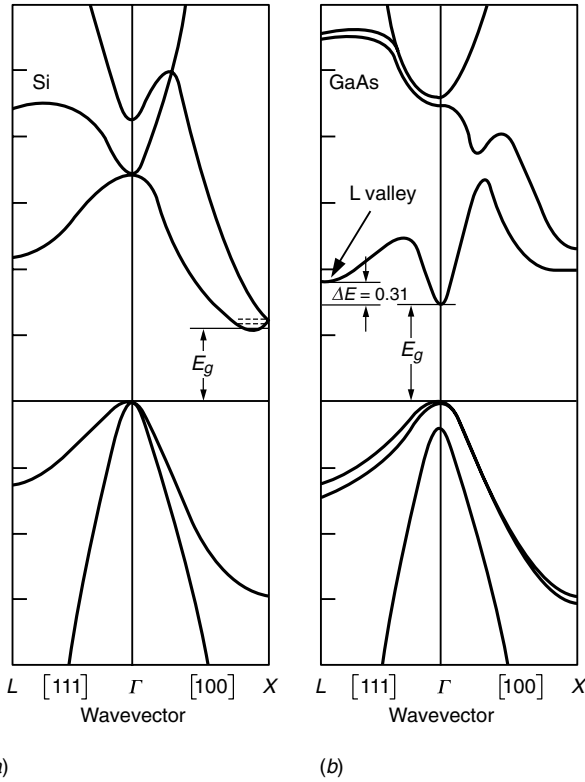 Si
E_g
L [111] Γ [100] X
Wavevector
)
GaAs
L valley
ΔE = 0.31
E_g
L [111] Γ [100] X
Wavevector
(b)